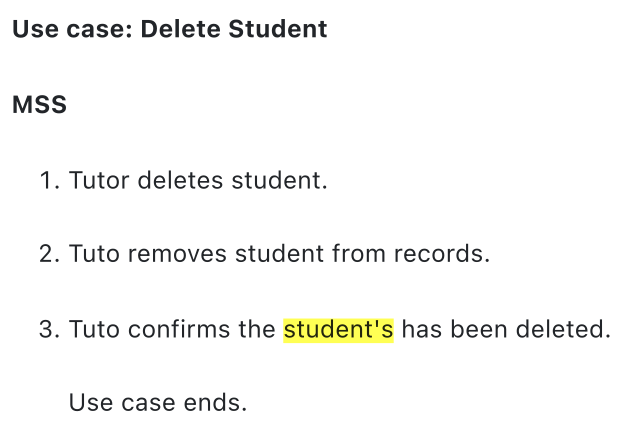 Use case: Delete Student
MSS
1. Tutor deletes student.
2. Tuto removes student from records.
3. Tuto confirms the student's has been deleted.
Use case ends.